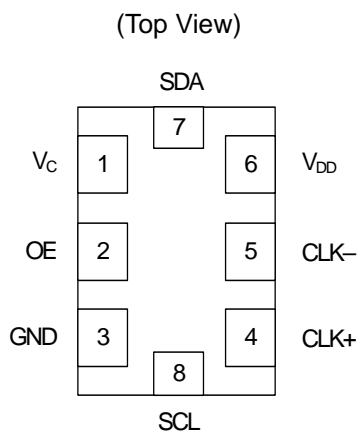 (Top View)
SDA
7
VC 1 6 VDD
OE 2 5 CLK–
GND 3 4 CLK+
8
SCL